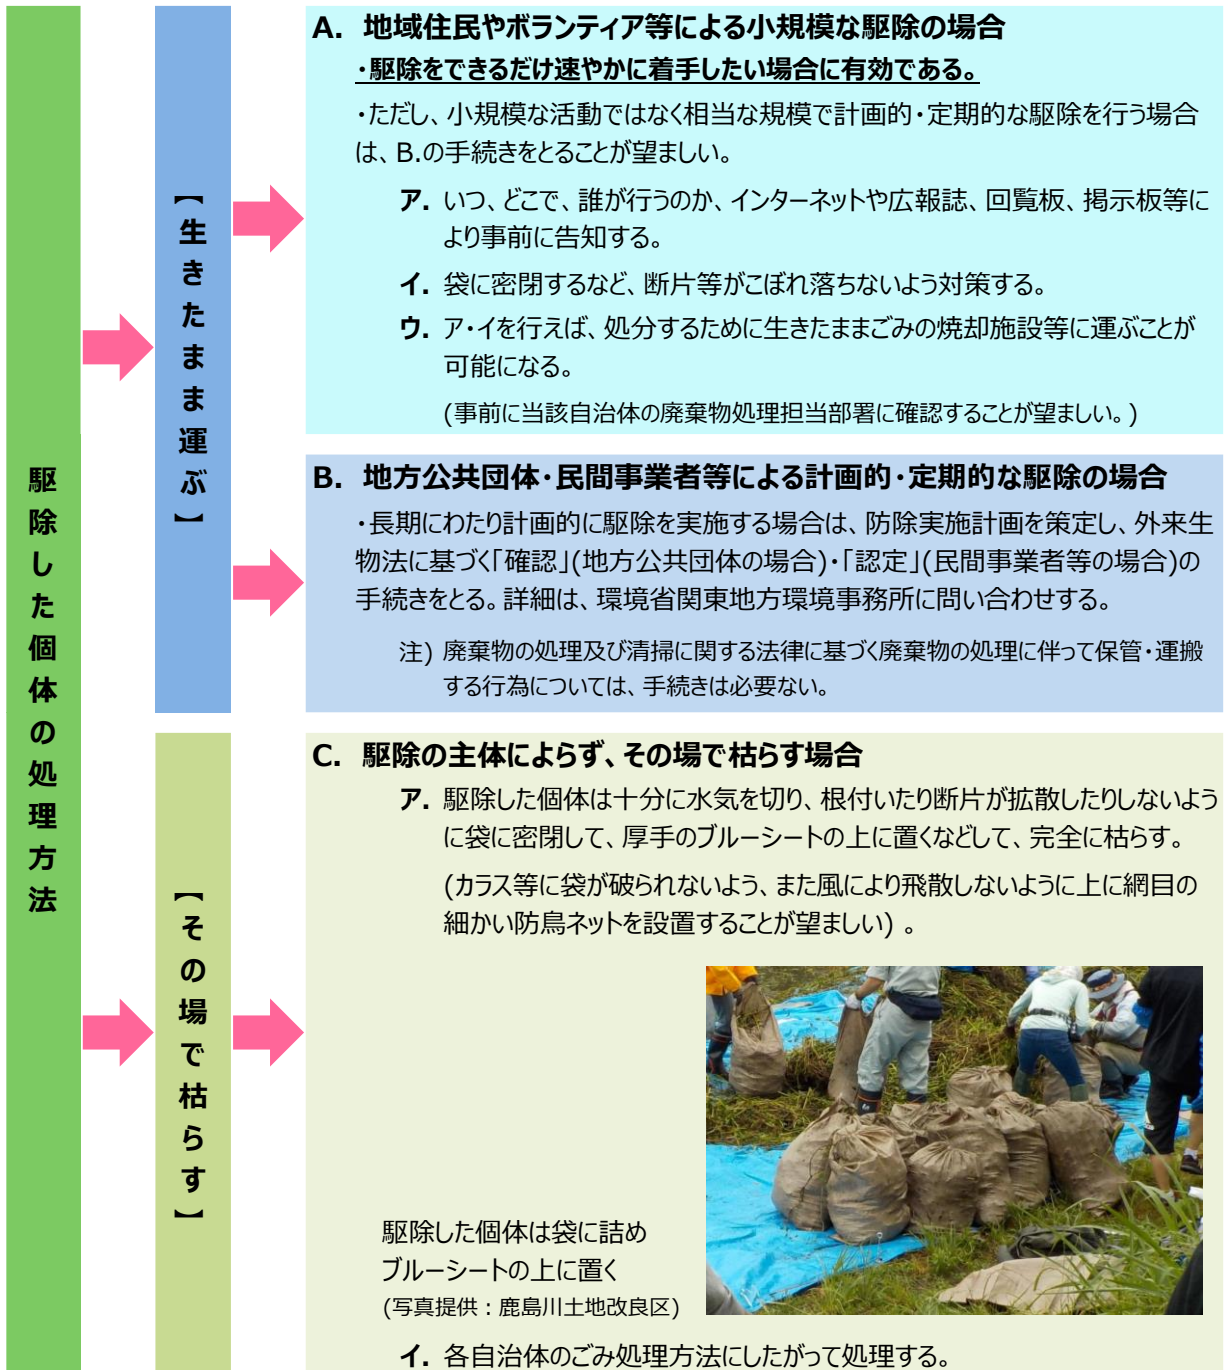 駆除した個体の処理方法
【生きたまま運ぶ】
A. 地域住民やボランティア等による小規模な駆除の場合
・駆除をできるだけ速やかに着手したい場合に有効である。
・ただし、小規模な活動ではなく相当な規模で計画的・定期的な駆除を行う場合
は、B.の手続きをとることが望ましい。
ア. いつ、どこで、誰が行うのか、インターネットや広報誌、回覧板、掲示板等に
より事前に告知する。
イ. 袋に密閉するなど、断片等がこぼれ落ちないよう対策する。
ウ. ア・イを行えば、処分するために生きたままごみの焼却施設等に運ぶことが
可能になる。
(事前に当該自治体の廃棄物処理担当部署に確認することが望ましい。)
B. 地方公共団体・民間事業者等による計画的・定期的な駆除の場合
・長期にわたり計画的に駆除を実施する場合は、防除実施計画を策定し、外来生
物法に基づく「確認」(地方公共団体の場合)・「認定」(民間事業者等の場合)の
手続きをとる。詳細は、環境省関東地方環境事務所に問い合わせする。
注) 廃棄物の処理及び清掃に関する法律に基づく廃棄物の処理に伴って保管・運搬
する行為については、手続きは必要ない。
【その場で枯らす】
C. 駆除の主体によらず、その場で枯らす場合
ア. 駆除した個体は十分に水気を切り、根付いたり断片が拡散したりしないよう
に袋に密閉して、厚手のブルーシートの上に置くなどして、完全に枯らす。
(カラス等に袋が破られないよう、また風により飛散しないように上に網目の
細かい防鳥ネットを設置することが望ましい) 。
駆除した個体は袋に詰め
ブルーシートの上に置く
(写真提供：鹿島川土地改良区)
イ. 各自治体のごみ処理方法にしたがって処理する。